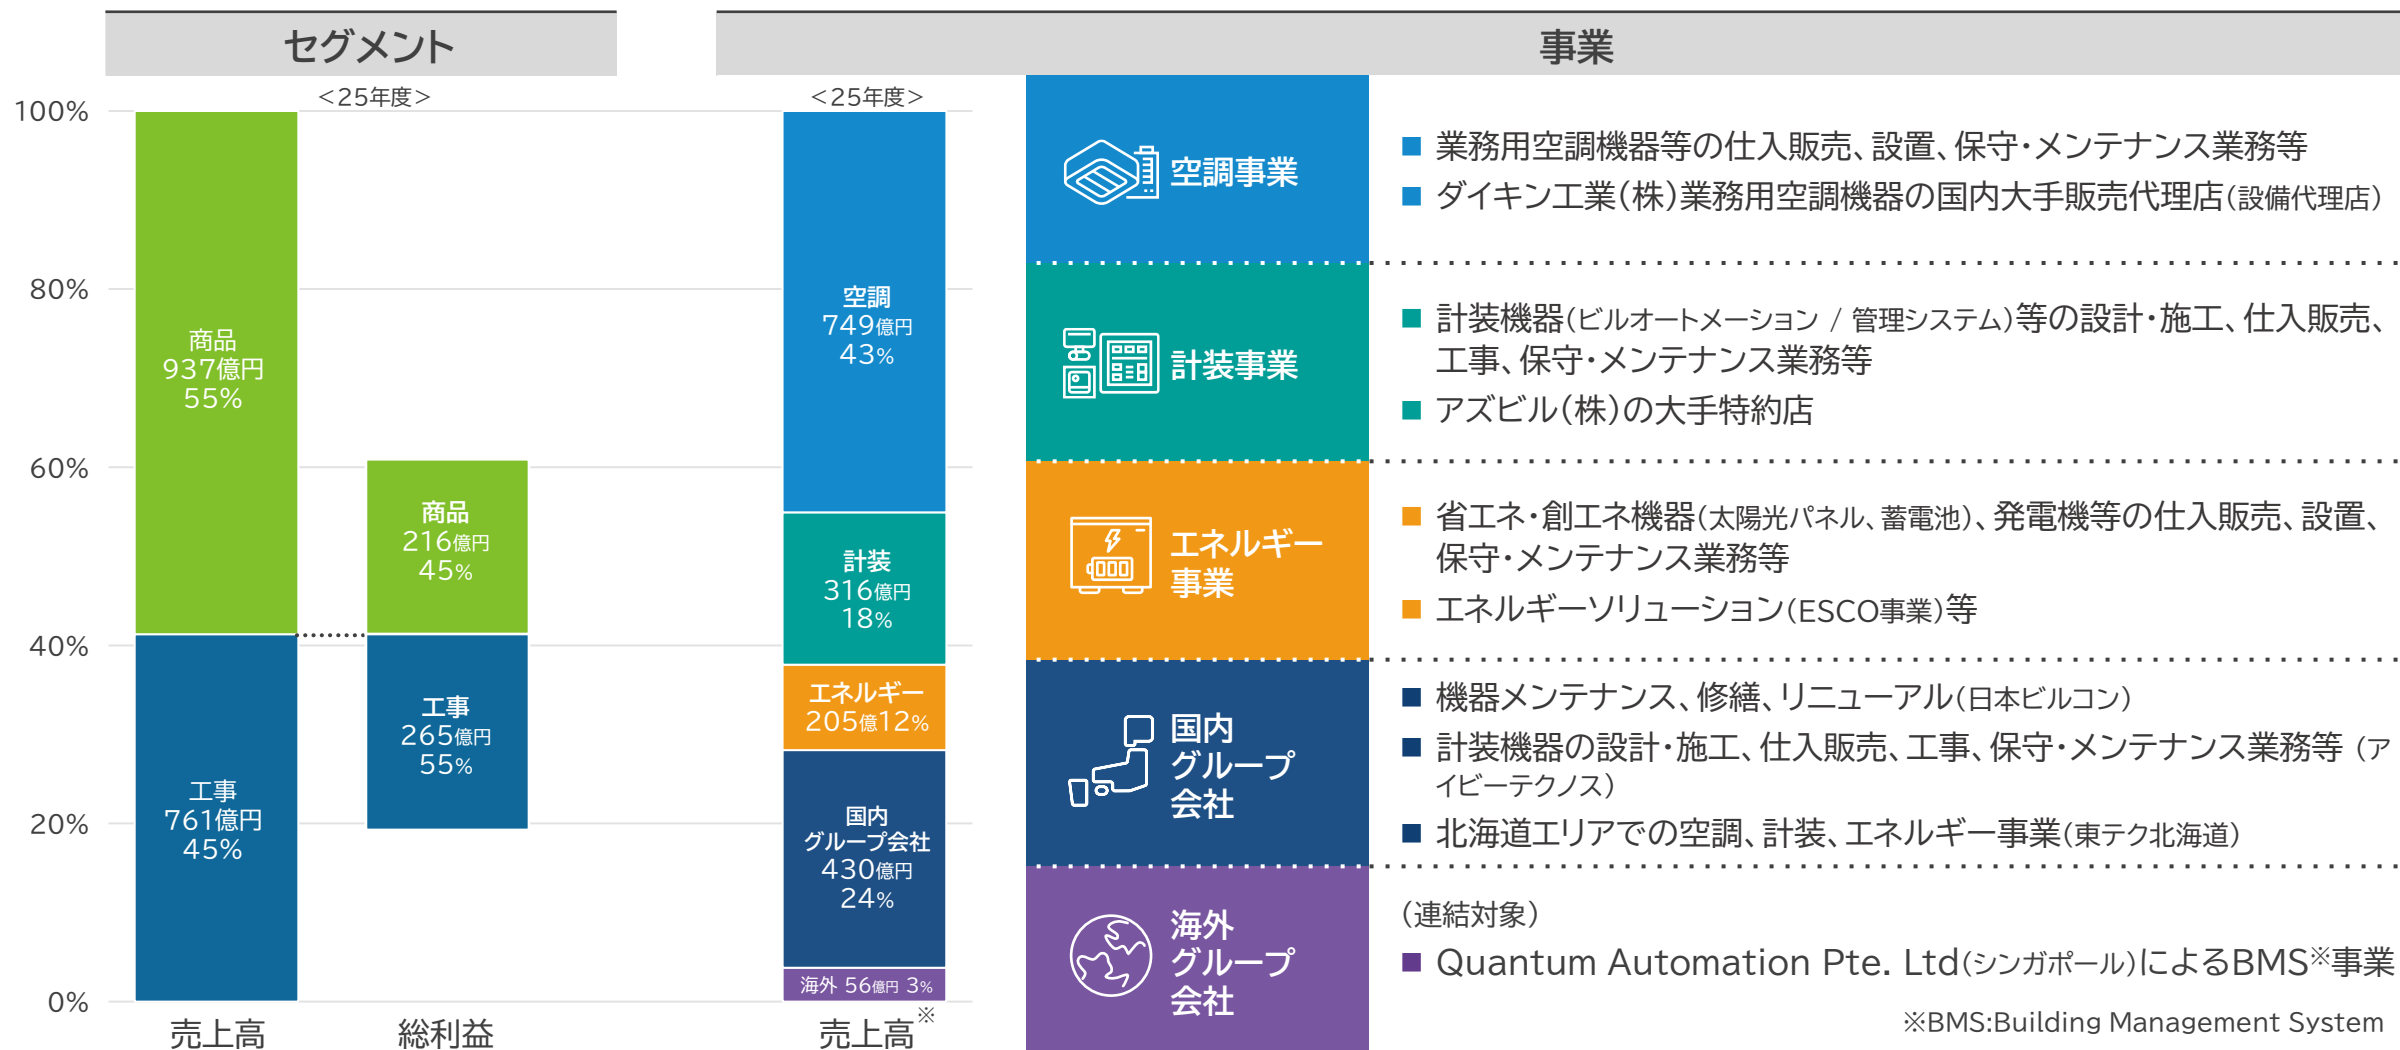 セグメント
<25年度>
100%
80%
60%
40%
20%
0%
商品
937億円
55%
工事
761億円
45%
商品
216億円
45%
工事
265億円
55%
売上高
総利益
事業
<25年度>
空調
749億円
43%
計装
316億円
18%
エネルギー
205億12%
国内
グループ会社
430億円
24%
海外 56億円 3%
売上高※
空調事業
■ 業務用空調機器等の仕入販売、設置、保守・メンテナンス業務等
■ ダイキン工業(株)業務用空調機器の国内大手販売代理店(設備代理店)
計装事業
■ 計装機器(ビルオートメーション / 管理システム)等の設計・施工、仕入販売、
工事、保守・メンテナンス業務等
■ アズビル(株)の大手特約店
エネルギー
事業
■ 省エネ・創エネ機器(太陽光パネル、蓄電池)、発電機等の仕入販売、設置、
保守・メンテナンス業務等
■ エネルギーソリューション(ESCO事業)等
国内
グループ
会社
■ 機器メンテナンス、修繕、リニューアル(日本ビルコン)
■ 計装機器の設計・施工、仕入販売、工事、保守・メンテナンス業務等 (ア
イビーテクノス)
■ 北海道エリアでの空調、計装、エネルギー事業(東テク北海道)
海外
グループ
会社
(連結対象)
■ Quantum Automation Pte. Ltd(シンガポール)によるBMS※事業
※BMS:Building Management System